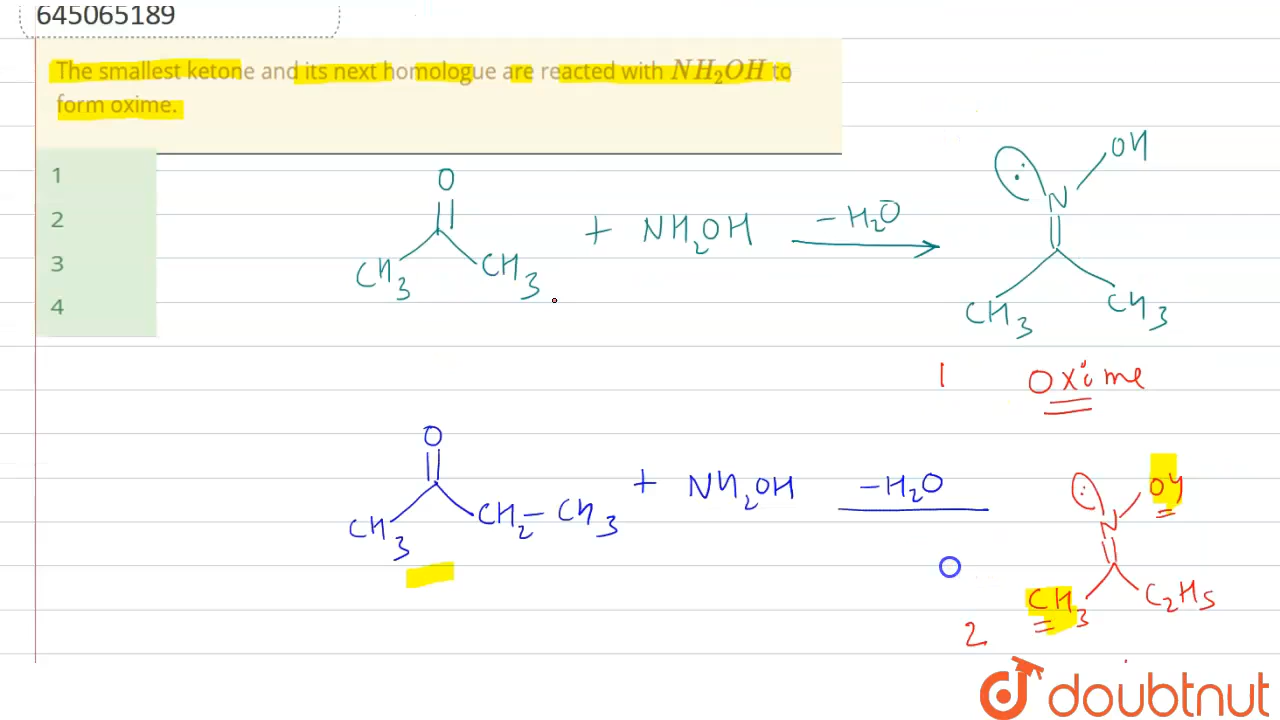 645065189
The smallest ketone and its next homologue are reacted with NH₂OH to
form oxime.
1
2
3
4
O
CH₃ CH₃
+ NH₂OH
−H₂O
OH
N
CH₃ CH₃
1 Oxime
O
CH₃ CH₂−CH₃
+ NH₂OH
−H₂O
OH
N
CH₃ C₂H₅
2
doubtnut